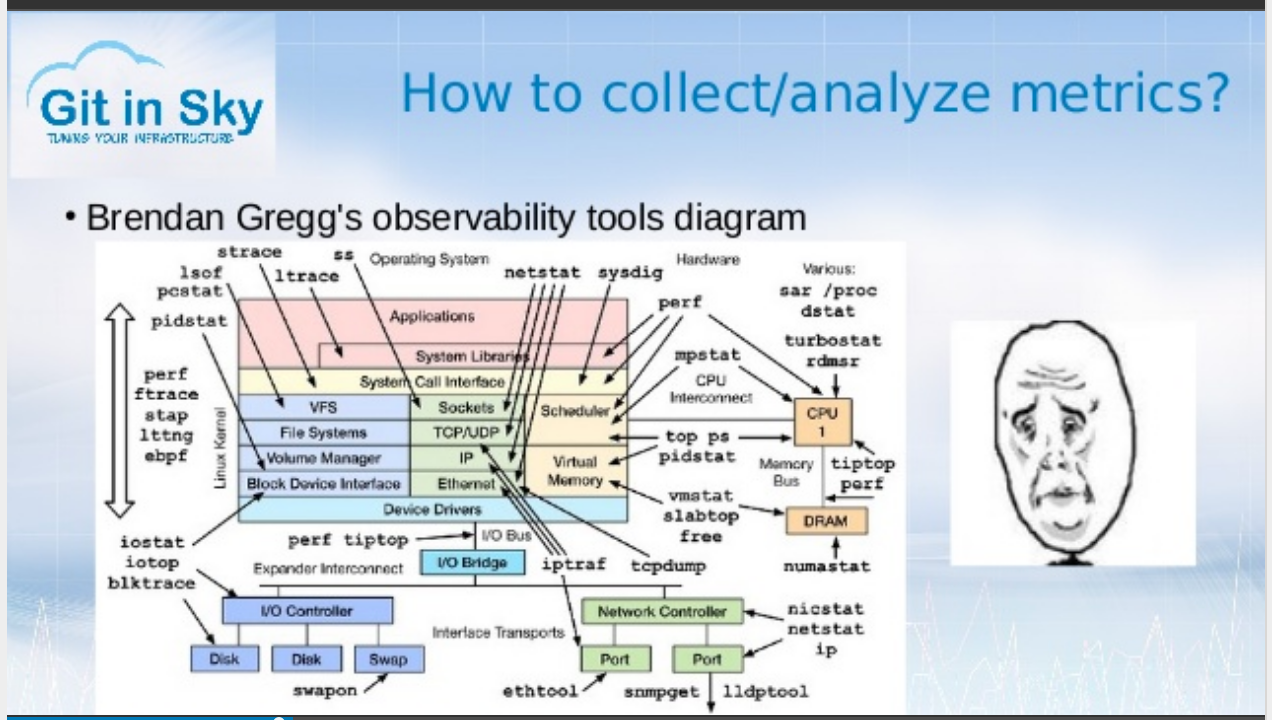 Git in Sky
TUNING YOUR INFRASTRUCTURE
How to collect/analyze metrics?
• Brendan Gregg's observability tools diagram
strace
ss
Operating System
Hardware
lsof
ltrace
netstat
sysdig
Various:
pcstat
sar /proc
dstat
pidstat
Applications
perf
turbostat
rdmsr
System Libraries
mpstat
perf
ftrace
stap
lttng
ebpf
Linux Kernel
System Call Interface
CPU
Interconnect
VFS
Sockets
Scheduler
CPU
1
File Systems
TCP/UDP
top ps
pidstat
Volume Manager
IP
Virtual
Memory
Memory
Bus
tiptop
perf
Block Device Interface
Ethernet
vmstat
slabtop
free
Device Drivers
DRAM
iostat
iotop
blktrace
perf tiptop
I/O Bus
Expander Interconnect
I/O Bridge
iptraf
tcpdump
numastat
I/O Controller
Network Controller
nicstat
netstat
ip
Interface Transports
Disk
Disk
Swap
Port
Port
swapon
ethtool
snmpget
lldptool